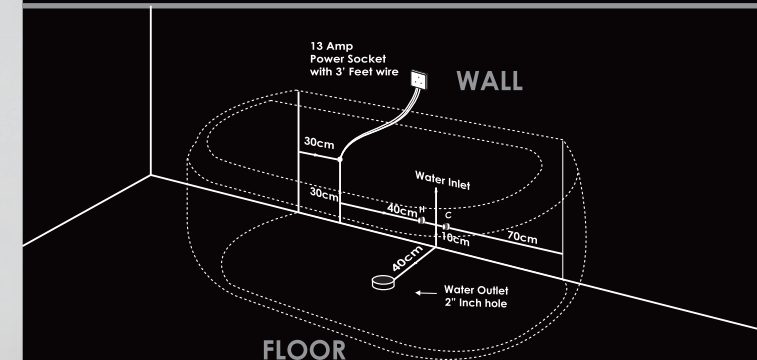 13 Amp
Power Socket
with 3' Feet wire
WALL
30cm
Water Inlet
30cm
40cm
H
C
10cm
70cm
40cm
Water Outlet
2" Inch hole
FLOOR